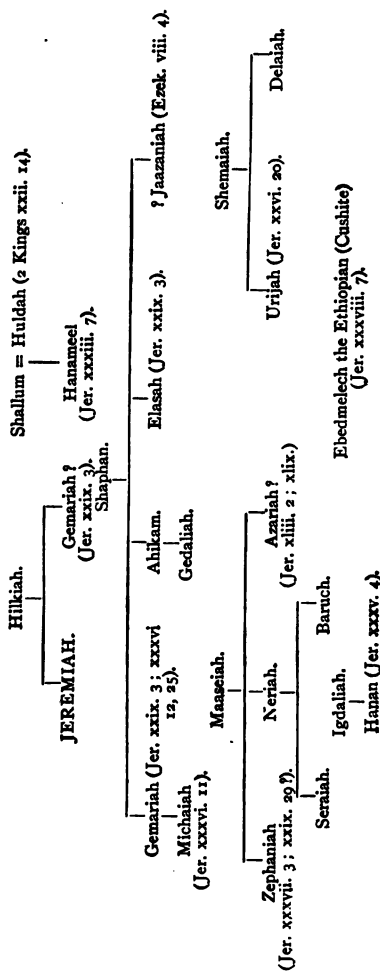 Hilkiah.
Shallum = Huldah (2 Kings xxii. 14).
JEREMIAH.
Gemariah?
(Jer. xxix. 3).
Hanameel
(Jer. xxxiii. 7).
Shaphan.
Gemariah (Jer. xxix. 3; xxxvi
12, 25).
Ahikam.
Elasah (Jer. xxix. 3).
? Jaazaniah (Ezek. viii. 4).
Michaiah
(Jer. xxxvi. 11).
Gedaliah.
Maaseiah.
Shemaiah.
Zephaniah
(Jer. xxxvii. 3; xxix. 29?).
Neriah.
Azariah?
(Jer. xliii. 2; xlix.)
Urijah (Jer. xxvi. 20).
Delaiah.
Seraiah.
Baruch.
Igdaliah.
Hanan (Jer. xxxv. 4).
Ebedmelech the Ethiopian (Cushite)
(Jer. xxxviii. 7).